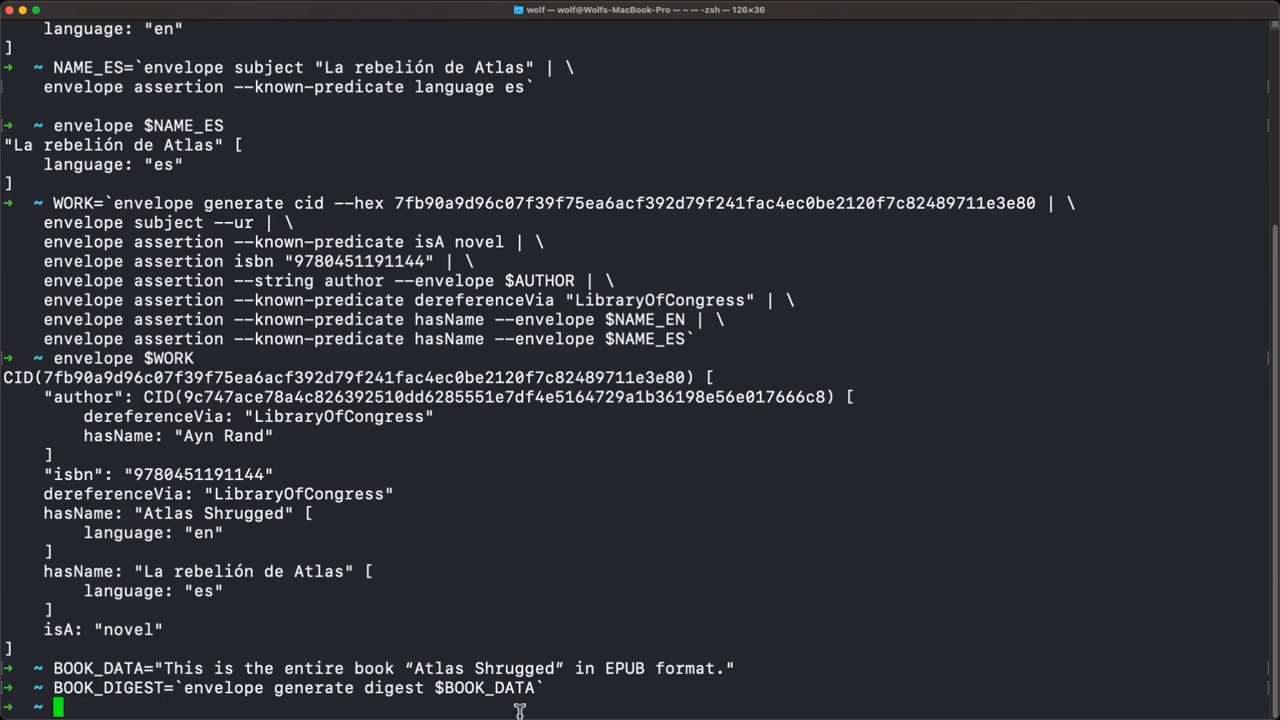 wolf — wolf@Wolfs-MacBook-Pro — ~ — -zsh — 126×36
language: "en"
]
→ ~ NAME_ES=`envelope subject "La rebelión de Atlas" | \
envelope assertion --known-predicate language es`
→ ~ envelope $NAME_ES
"La rebelión de Atlas" [
language: "es"
]
→ ~ WORK=`envelope generate cid --hex 7fb90a9d96c07f39f75ea6acf392d79f241fac4ec0be2120f7c82489711e3e80 | \
envelope subject --ur | \
envelope assertion --known-predicate isA novel | \
envelope assertion isbn "9780451191144" | \
envelope assertion --string author --envelope $AUTHOR | \
envelope assertion --known-predicate dereferenceVia "LibraryOfCongress" | \
envelope assertion --known-predicate hasName --envelope $NAME_EN | \
envelope assertion --known-predicate hasName --envelope $NAME_ES`
→ ~ envelope $WORK
CID(7fb90a9d96c07f39f75ea6acf392d79f241fac4ec0be2120f7c82489711e3e80) [
"author": CID(9c747ace78a4c826392510dd6285551e7df4e5164729a1b36198e56e017666c8) [
dereferenceVia: "LibraryOfCongress"
hasName: "Ayn Rand"
]
"isbn": "9780451191144"
dereferenceVia: "LibraryOfCongress"
hasName: "Atlas Shrugged" [
language: "en"
]
hasName: "La rebelión de Atlas" [
language: "es"
]
isA: "novel"
]
→ ~ BOOK_DATA="This is the entire book “Atlas Shrugged” in EPUB format."
→ ~ BOOK_DIGEST=`envelope generate digest $BOOK_DATA`
→ ~